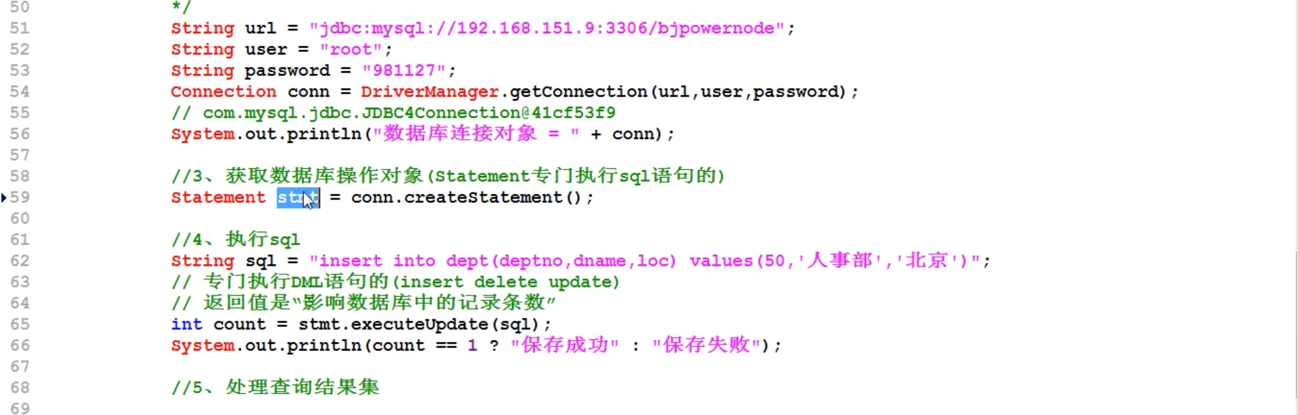 50 */
51 String url = "jdbc:mysql://192.168.151.9:3306/bjpowernode";
52 String user = "root";
53 String password = "981127";
54 Connection conn = DriverManager.getConnection(url,user,password);
55 // com.mysql.jdbc.JDBC4Connection@41cf53f9
56 System.out.println("数据库连接对象 = " + conn);
57
58 //3、获取数据库操作对象(Statement专门执行sql语句的)
59 Statement stmt = conn.createStatement();
60
61 //4、执行sql
62 String sql = "insert into dept(deptno,dname,loc) values(50,'人事部','北京')";
63 // 专门执行DML语句的(insert delete update)
64 // 返回值是“影响数据库中的记录条数”
65 int count = stmt.executeUpdate(sql);
66 System.out.println(count == 1 ? "保存成功" : "保存失败");
67
68 //5、处理查询结果集
69